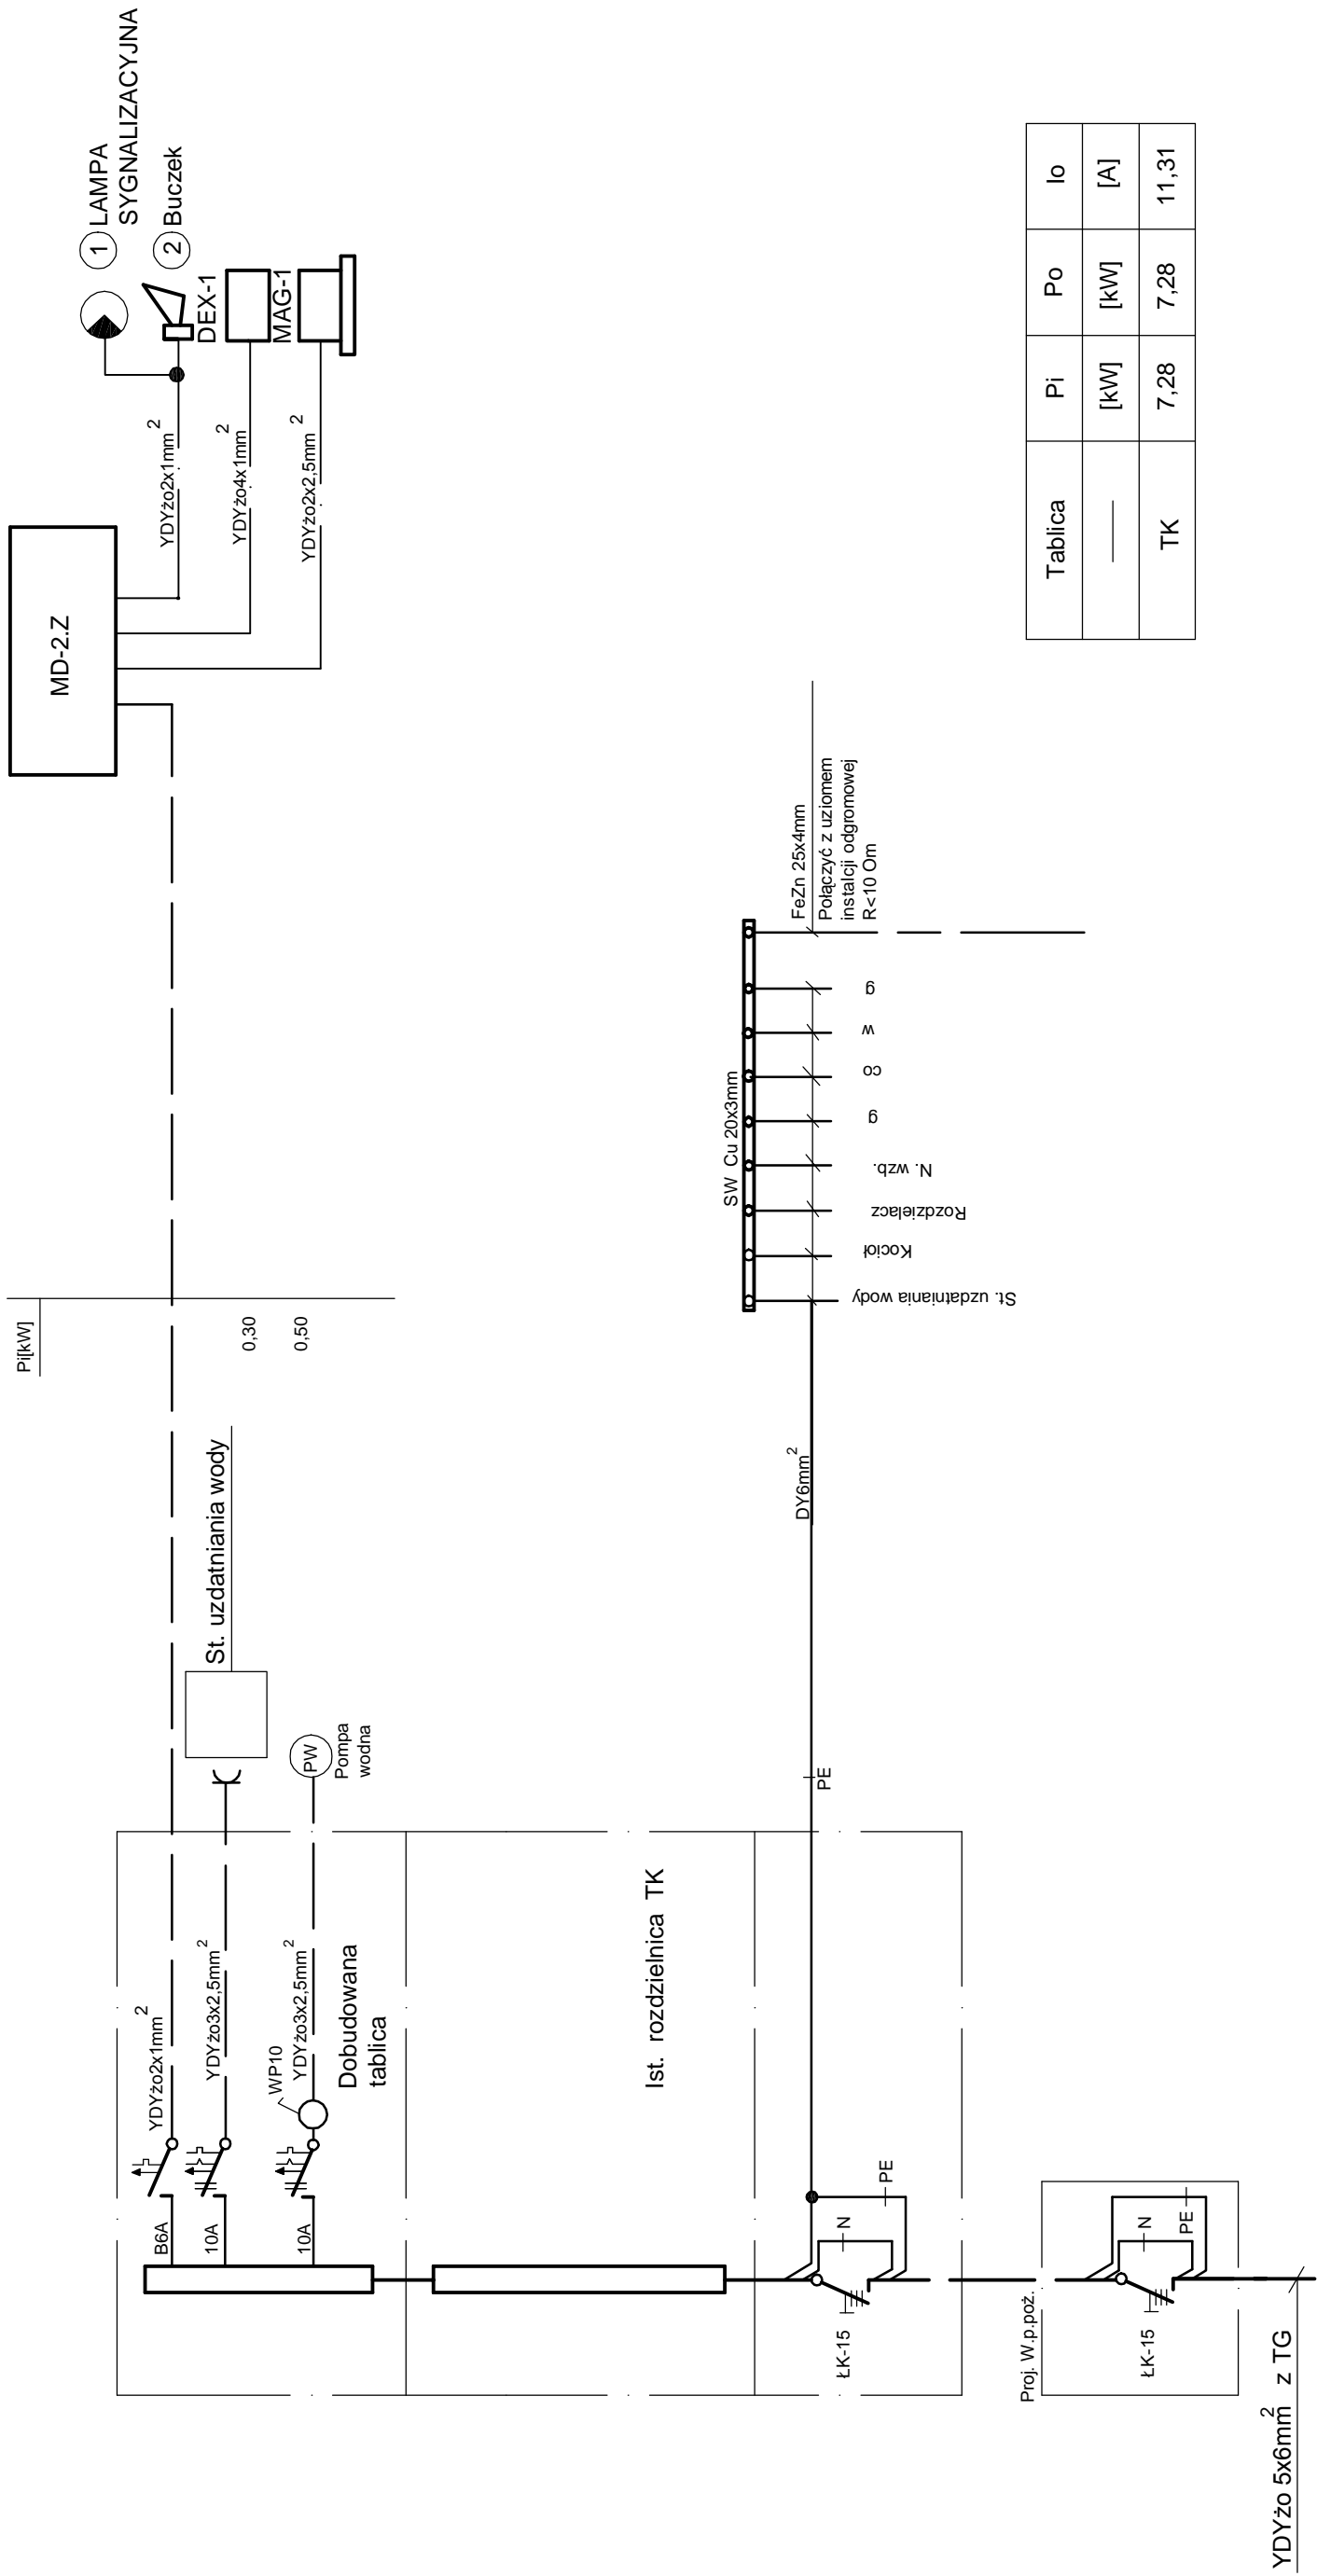 MD-2.Z
1 LAMPA
SYGNALIZACYJNA
2 Buczek
DEX-1
MAG-1
YDYżo2x1mm²
YDYżo4x1mm²
YDYżo2x2,5mm²
Pi[kW]
0,30
0,50
St. uzdatniania wody
PW
Pompa
wodna
B6A
YDYżo2x1mm²
10A
YDYżo3x2,5mm²
10A
WP10
YDYżo3x2,5mm²
Dobudowana
tablica
Ist. rozdzielnica TK
SW Cu 20x3mm
FeZn 25x4mm
Połączyć z uziomem
instalcji odgromowej
R<10 Om
St. uzdatniania wody
Kocioł
Rozdzielacz
N. wzb.
g
co
w
g
DY6mm²
PE
PE
N
ŁK-15
Proj. W.p.poż.
ŁK-15
N
PE
YDYżo 5x6mm² z TG
Tablica Pi Po Io
[kW] [kW] [A]
TK 7,28 7,28 11,31